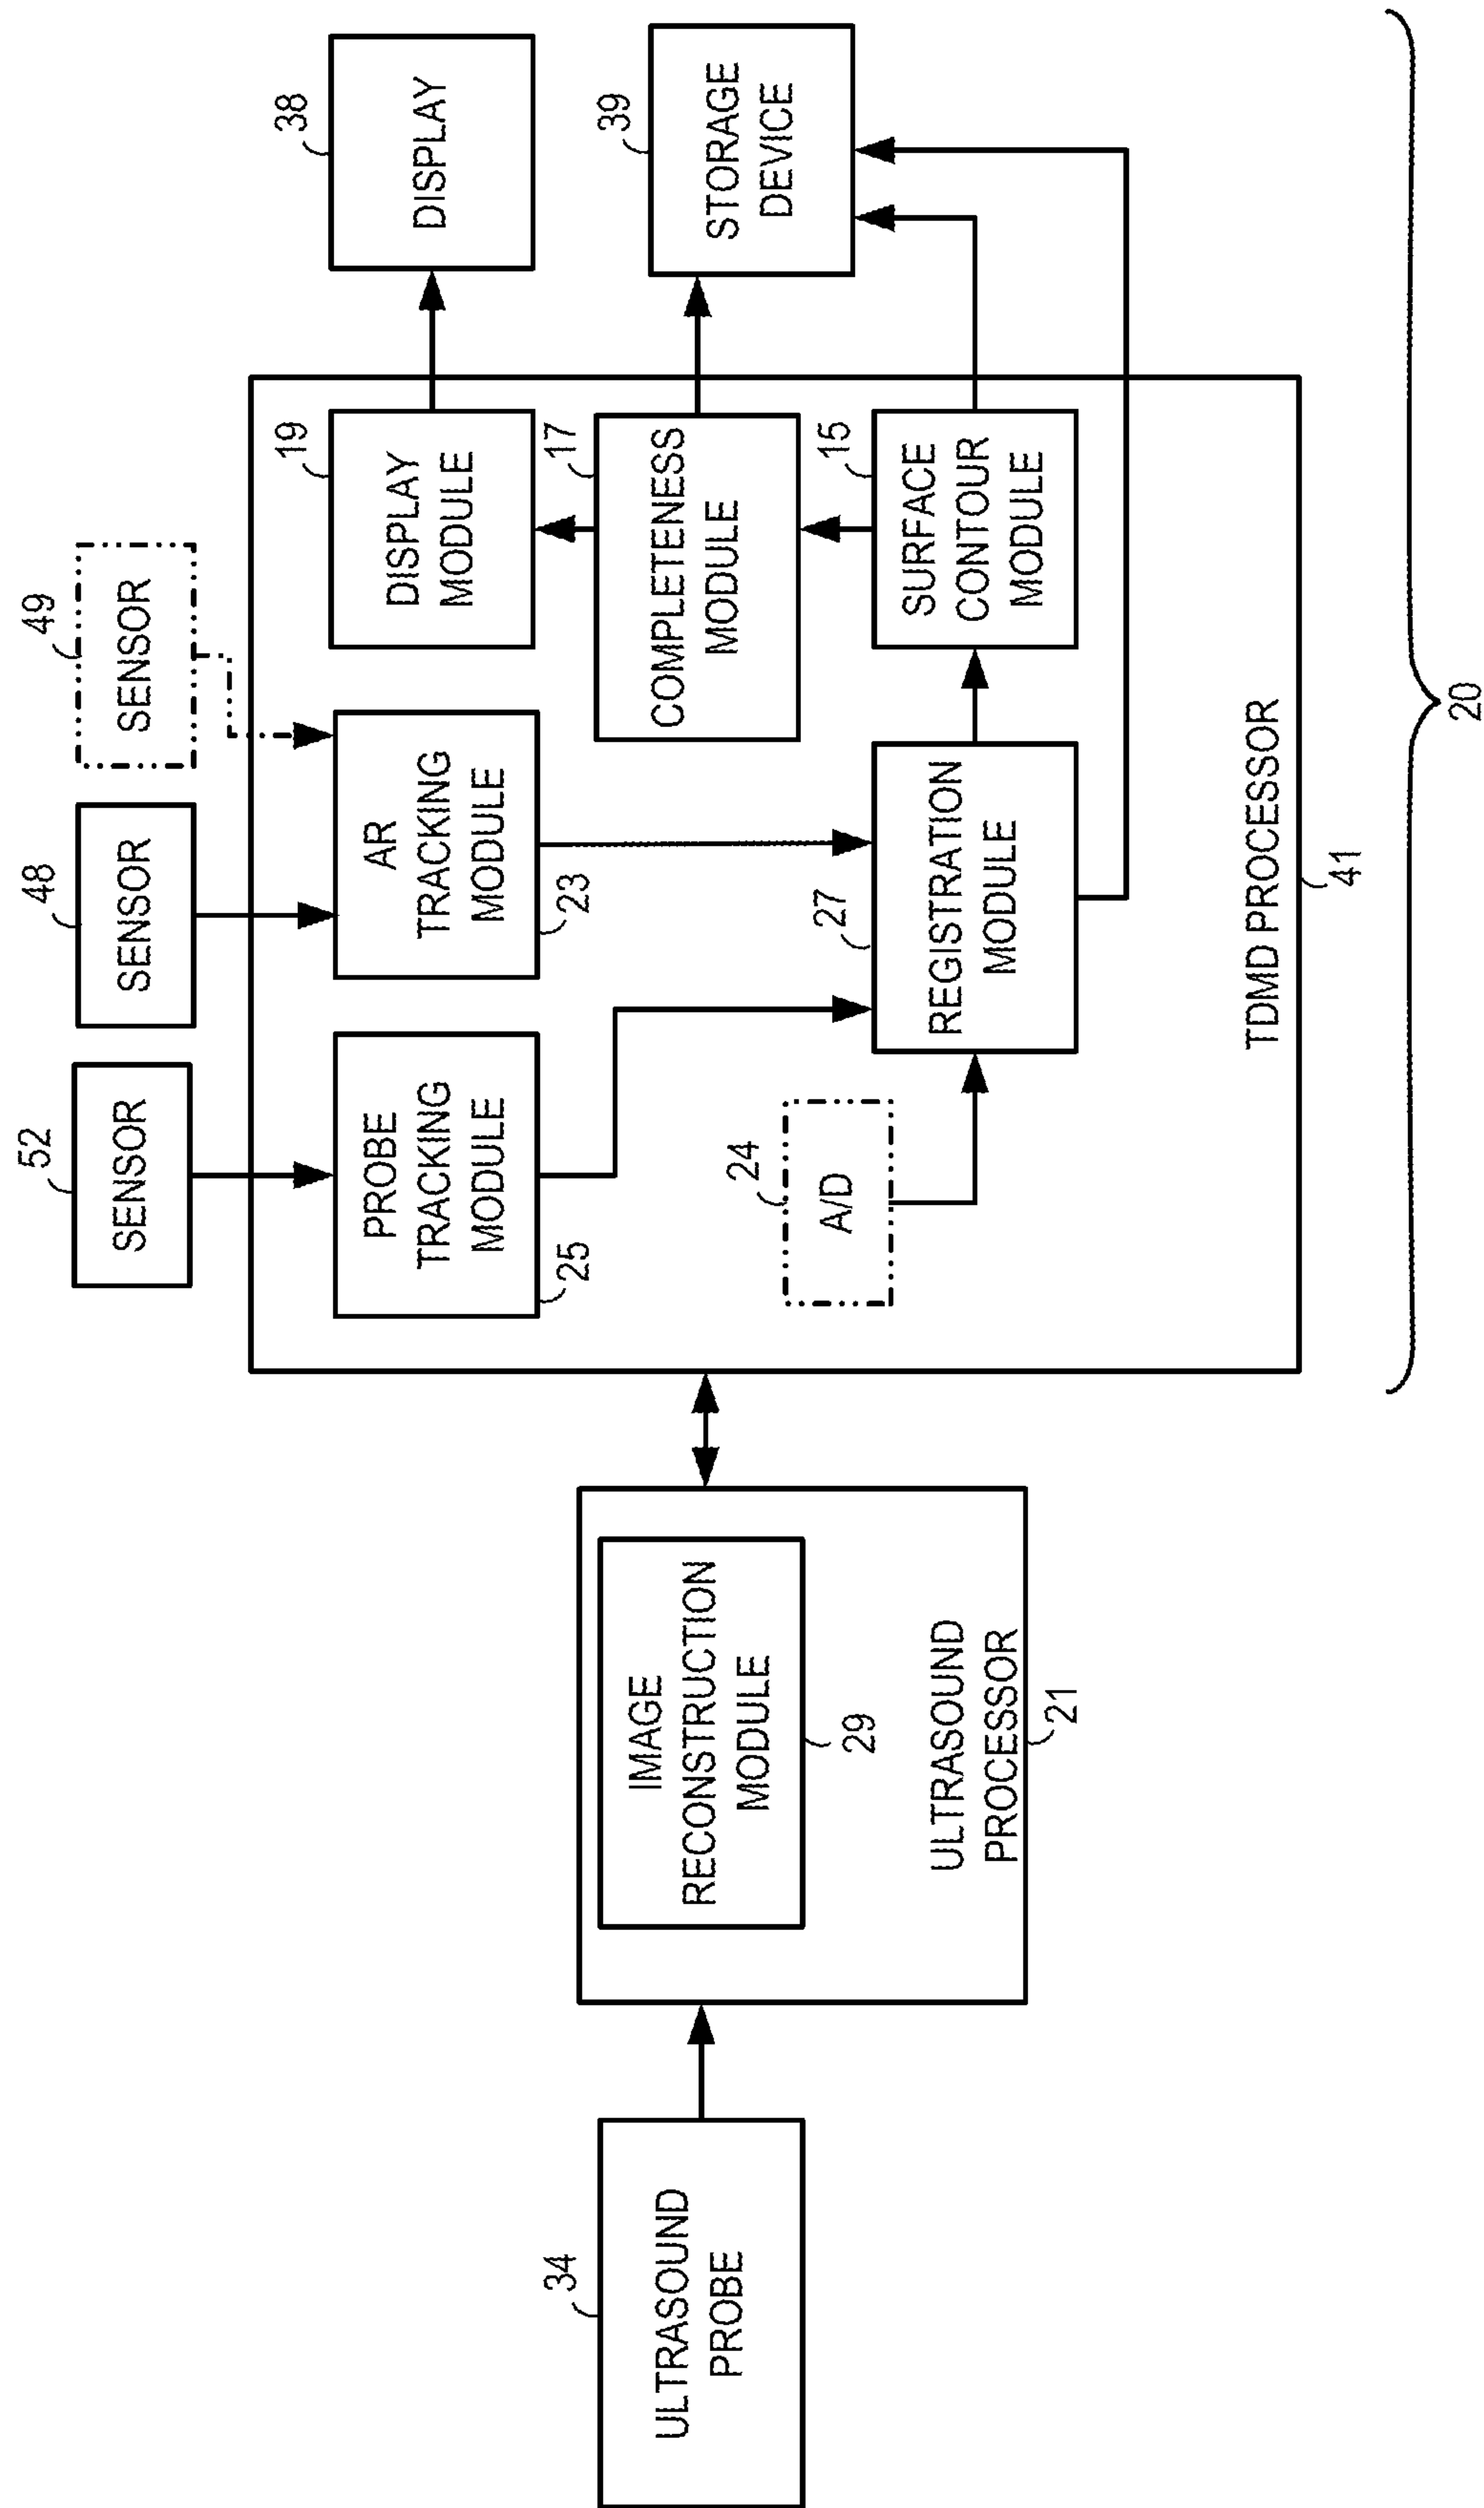 52
SENSOR
48
SENSOR
49
SENSOR
34
ULTRASOUND
PROBE
IMAGE
RECONSTRUCTION
MODULE
29
ULTRASOUND
PROCESSOR
21
PROBE
TRACKING
MODULE
25
AR
TRACKING
MODULE
23
19
DISPLAY
MODULE
38
DISPLAY
17
COMPLETENESS
MODULE
39
STORAGE
DEVICE
24
A/D
27
REGISTRATION
MODULE
15
SURFACE
CONTOUR
MODULE
TDMD PROCESSOR
41
20